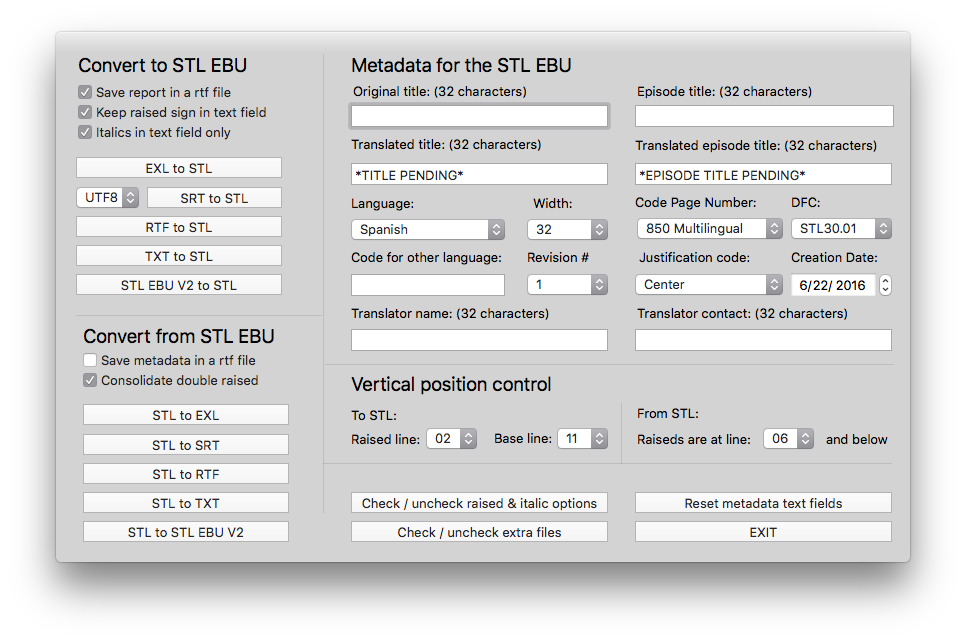 Convert to STL EBU
Save report in a rtf file
Keep raised sign in text field
Italics in text field only
EXL to STL
UTF8
SRT to STL
RTF to STL
TXT to STL
STL EBU V2 to STL
Convert from STL EBU
Save metadata in a rtf file
Consolidate double raised
STL to EXL
STL to SRT
STL to RTF
STL to TXT
STL to STL EBU V2
Metadata for the STL EBU
Original title: (32 characters)
Episode title: (32 characters)
Translated title: (32 characters)
Translated episode title: (32 characters)
*TITLE PENDING*
*EPISODE TITLE PENDING*
Language:
Width:
Code Page Number:
DFC:
Spanish
32
850 Multilingual
STL30.01
Code for other language:
Revision #
Justification code:
Creation Date:
1
Center
6/22/ 2016
Translator name: (32 characters)
Translator contact: (32 characters)
Vertical position control
To STL:
Raised line: 02
Base line: 11
From STL:
Raiseds are at line: 06 and below
Check / uncheck raised & italic options
Reset metadata text fields
Check / uncheck extra files
EXIT